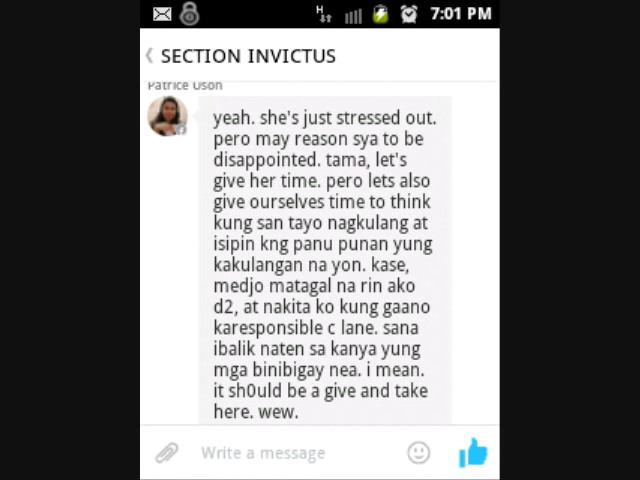 H
7:01 PM
SECTION INVICTUS
Patrice Uson
yeah. she's just stressed out.
pero may reason sya to be
disappointed. tama, let's
give her time. pero lets also
give ourselves time to think
kung san tayo nagkulang at
isipin kng panu punan yung
kakulangan na yon. kase,
medjo matagal na rin ako
d2, at nakita ko kung gaano
karesponsible c lane. sana
ibalik naten sa kanya yung
mga binibigay nea. i mean.
it sh0uld be a give and take
here. wew.
Write a message